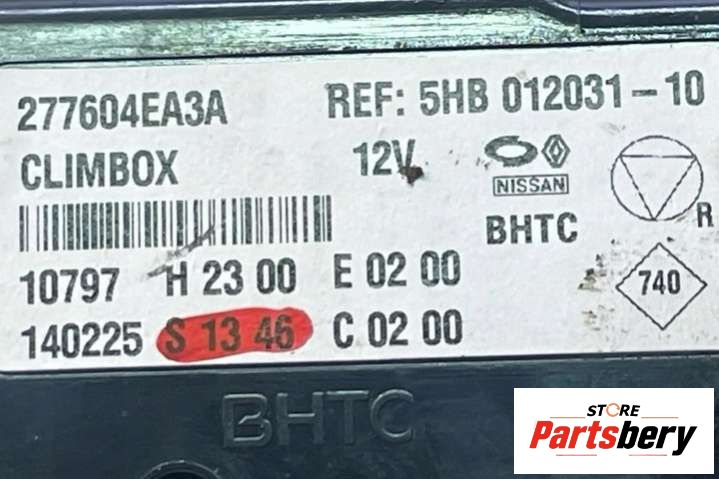 277604EA3A REF: 5HB 012031-10
CLIMBOX 12V
NISSAN
BHTC
R
10797 H 23 00 E 02 00
740
140225 S 13 46 C 02 00
BHTC
STORE
Partsbery